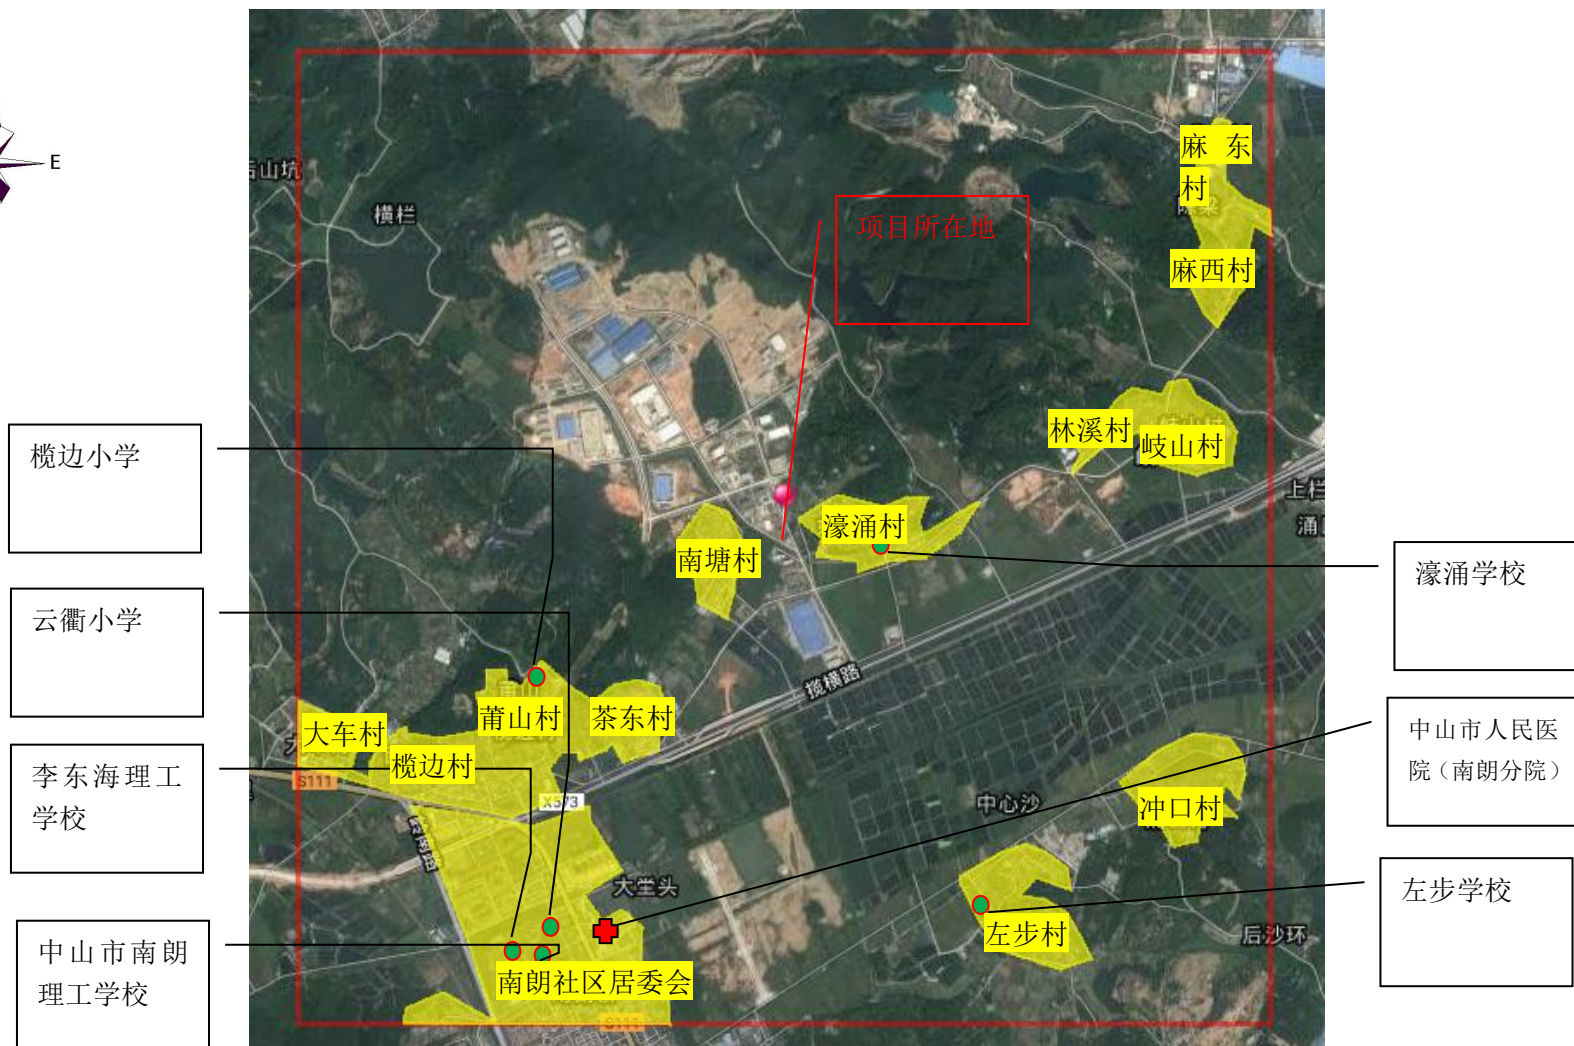 E
横栏
麻 东
村
麻西村
项目所在地
林溪村
岐山村
上栏
涌
榄边小学
濠涌村
南塘村
濠涌学校
云衢小学
揽横路
莆山村
茶东村
大车村
榄边村
S111
X573
中山市人民医
院（南朗分院）
李东海理工
学校
中心沙
冲口村
大坣头
左步学校
左步村
后沙环
中山市南朗
理工学校
南朗社区居委会
S111